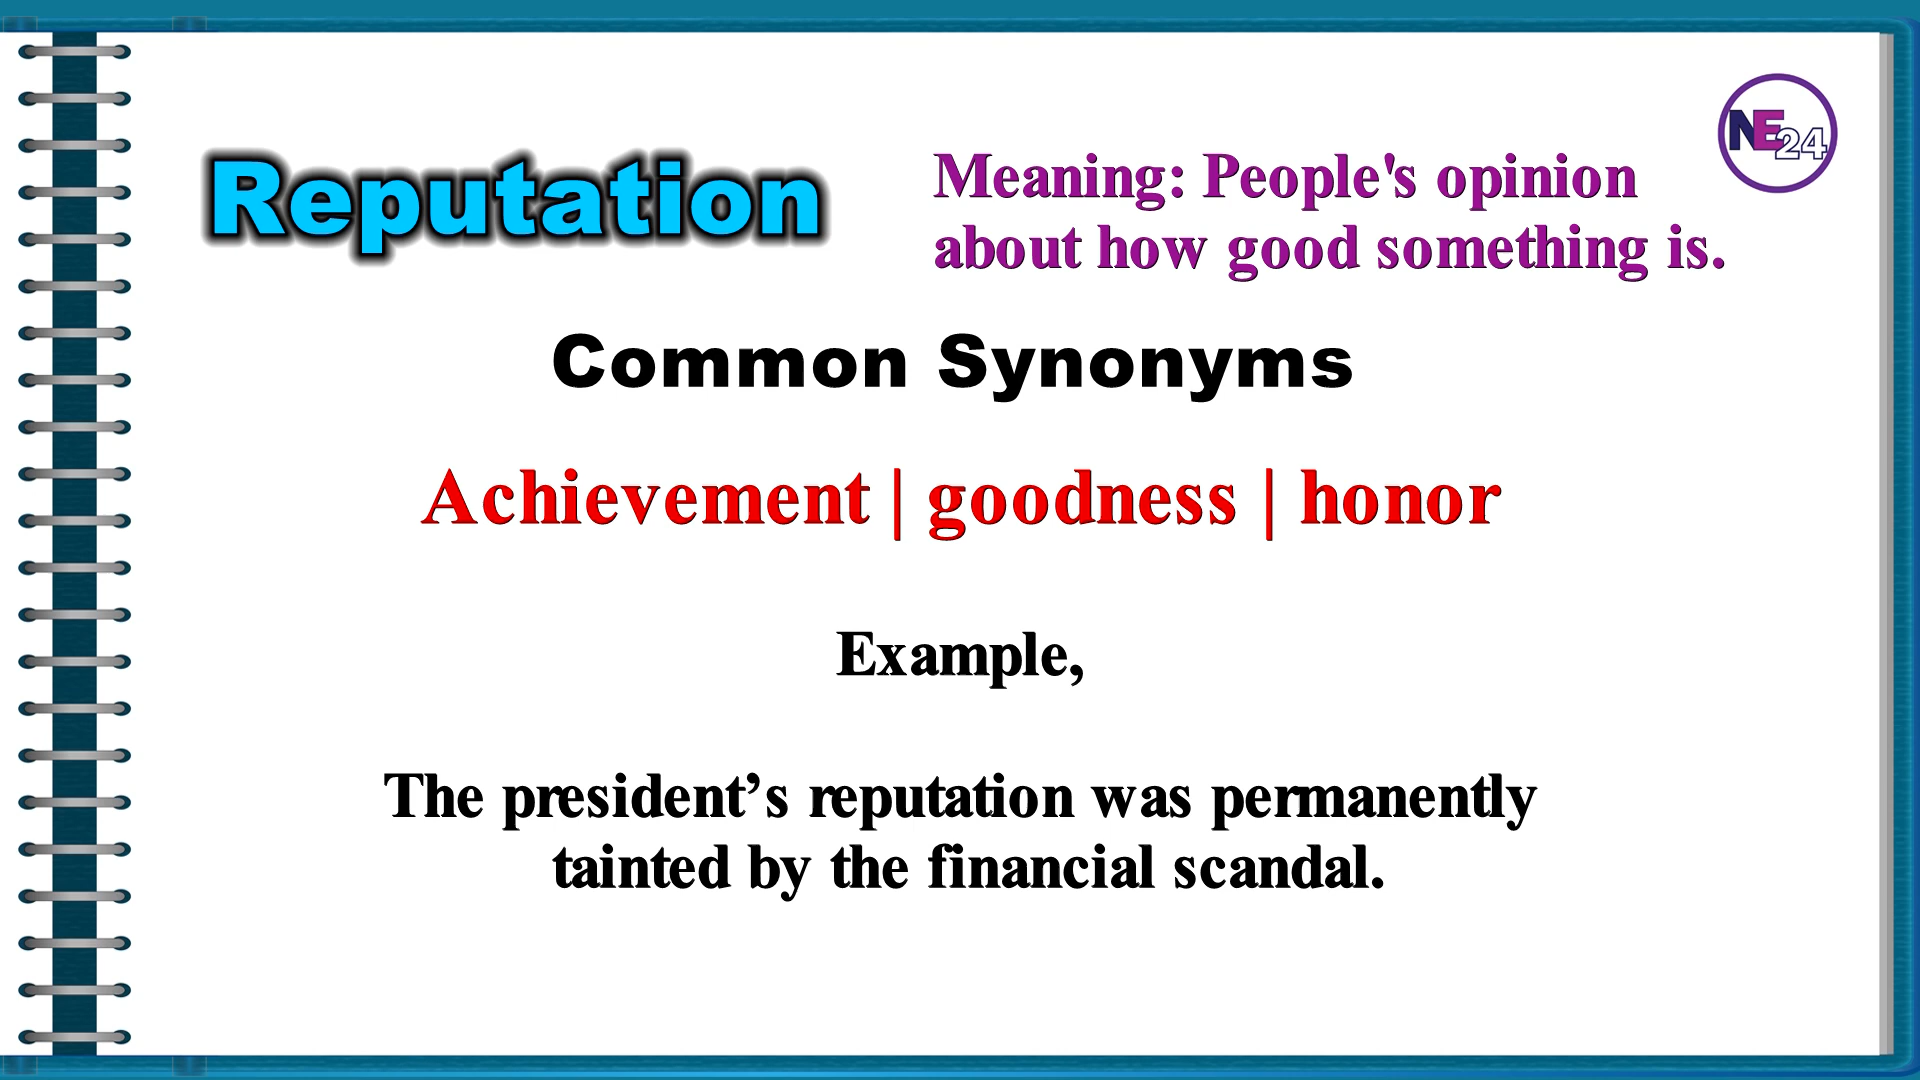 NE24
Reputation
Meaning: People's opinion
about how good something is.
Common Synonyms
Achievement | goodness | honor
Example,
The president’s reputation was permanently
tainted by the financial scandal.